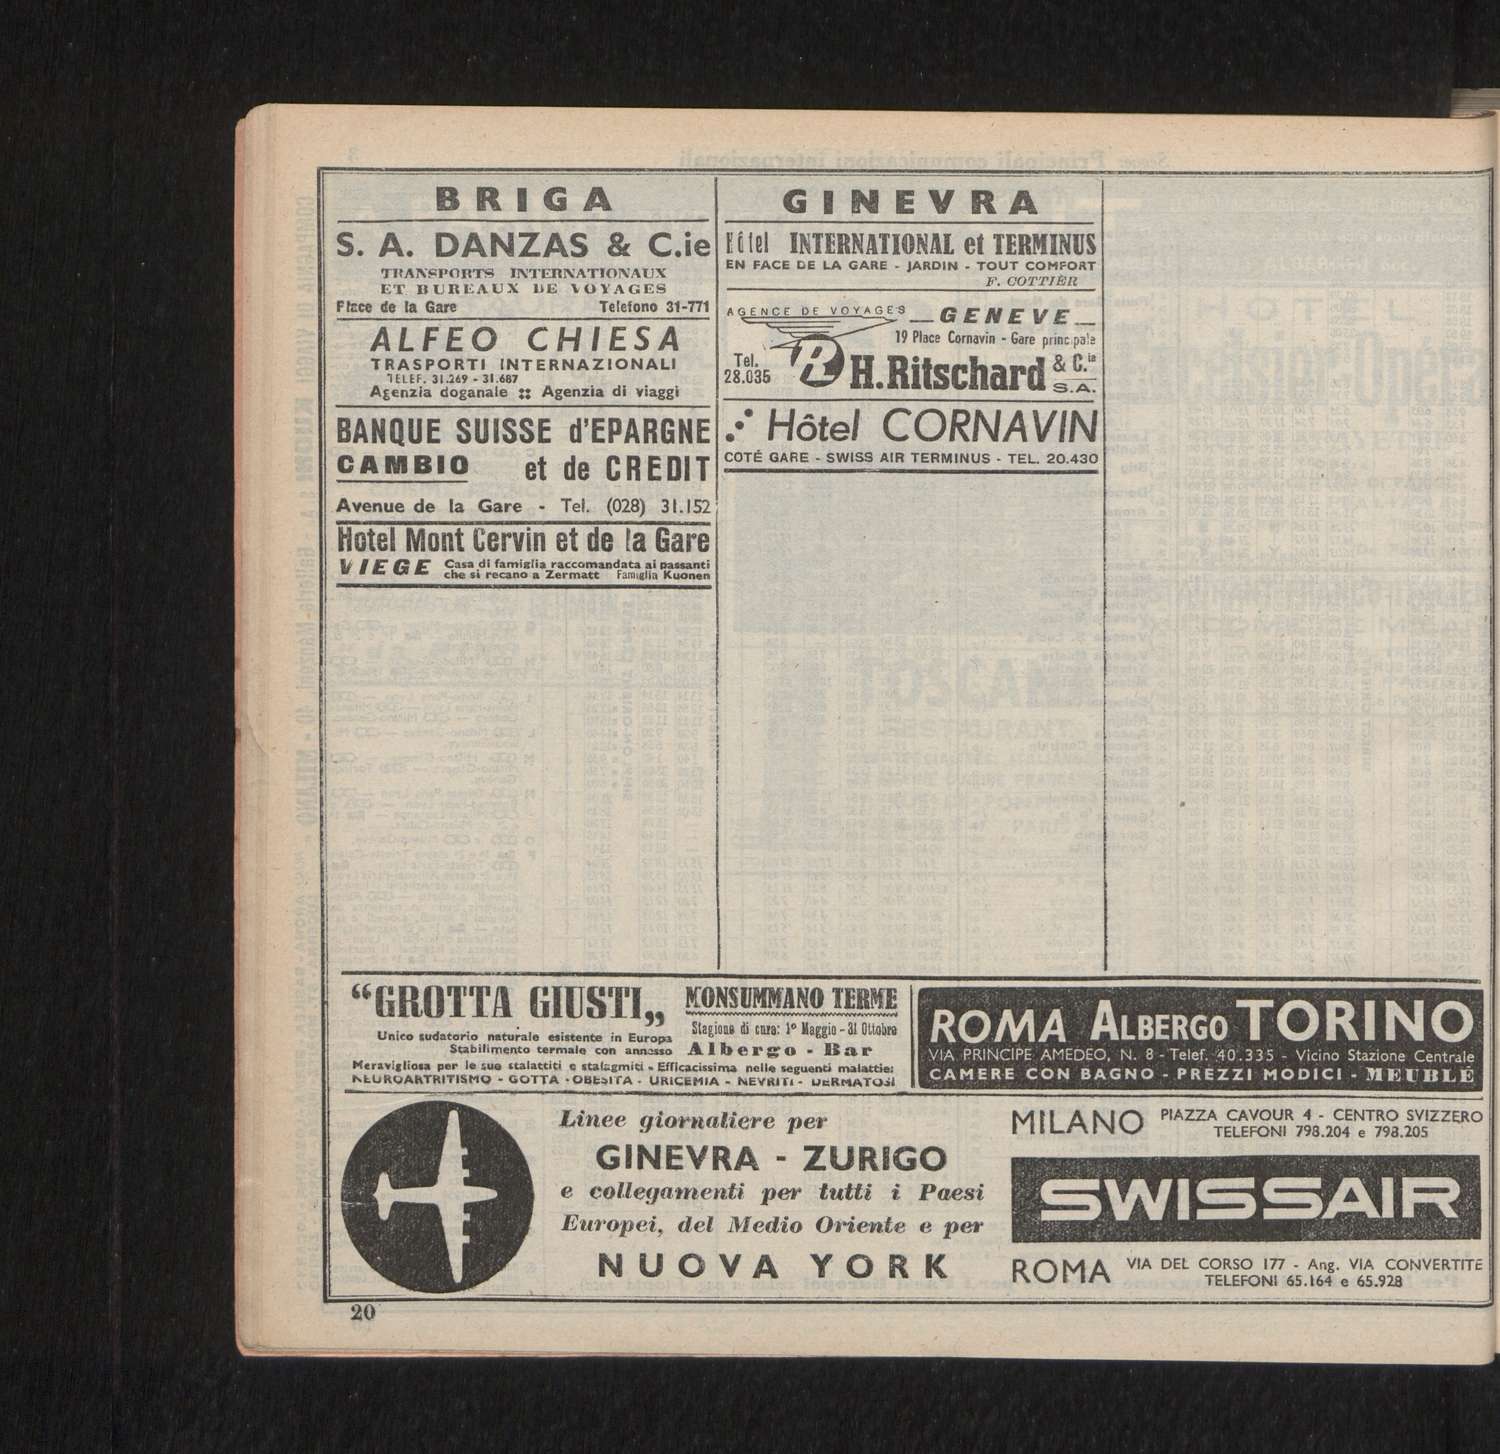 BRIGA
S. A. DANZAS & C.ie
TRANSPORTS INTERNATIONAUX
ET BUREAUX DE VOYAGES
Place de la Gare Telefono 31-771
ALFEO CHIESA
TRASPORTI INTERNAZIONALI
TELEF. 31.269 - 31.687
Agenzia doganale :: Agenzia di viaggi
BANQUE SUISSE d'EPARGNE
CAMBIO et de CREDIT
Avenue de la Gare - Tel. (028) 31.152
Hotel Mont Cervin et de la Gare
VIEGE Casa di famiglia raccomandata ai passanti
che si recano a Zermatt Famiglia Kuonen
GINEVRA
Hôtel INTERNATIONAL et TERMINUS
EN FACE DE LA GARE - JARDIN - TOUT COMFORT
F. COTTIER
AGENCE DE VOYAGES GENEVE
19 Place Cornavin - Gare principale
Tel.
28.035 R H.Ritschard & C.ie
S.A.
Hôtel CORNAVIN
COTÉ GARE - SWISS AIR TERMINUS - TEL. 20.430
"GROTTA GIUSTI„
Unico sudatorio naturale esistente in Europa
Stabilimento termale con annesso
MONSUMMANO TERME
Stagione di cura: 1º Maggio - 31 Ottobre
Albergo - Bar
Meravigliosa per le sue stalattiti e stalagmiti - Efficacissima nelle seguenti malattie:
NEUROARTRITISMO - GOTTA - OBESITA - URICEMIA - NEVRITI - DERMATOSI
ROMA ALBERGO TORINO
VIA PRINCIPE AMEDEO, N. 8 - Telef. 40.335 - Vicino Stazione Centrale
CAMERE CON BAGNO - PREZZI MODICI - MEUBLÉ
Linee giornaliere per
GINEVRA - ZURIGO
e collegamenti per tutti i Paesi
Europei, del Medio Oriente e per
NUOVA YORK
MILANO PIAZZA CAVOUR 4 - CENTRO SVIZZERO
TELEFONI 798.204 e 798.205
SWISSAIR
ROMA VIA DEL CORSO 177 - Ang. VIA CONVERTITE
TELEFONI 65.164 e 65.928
20